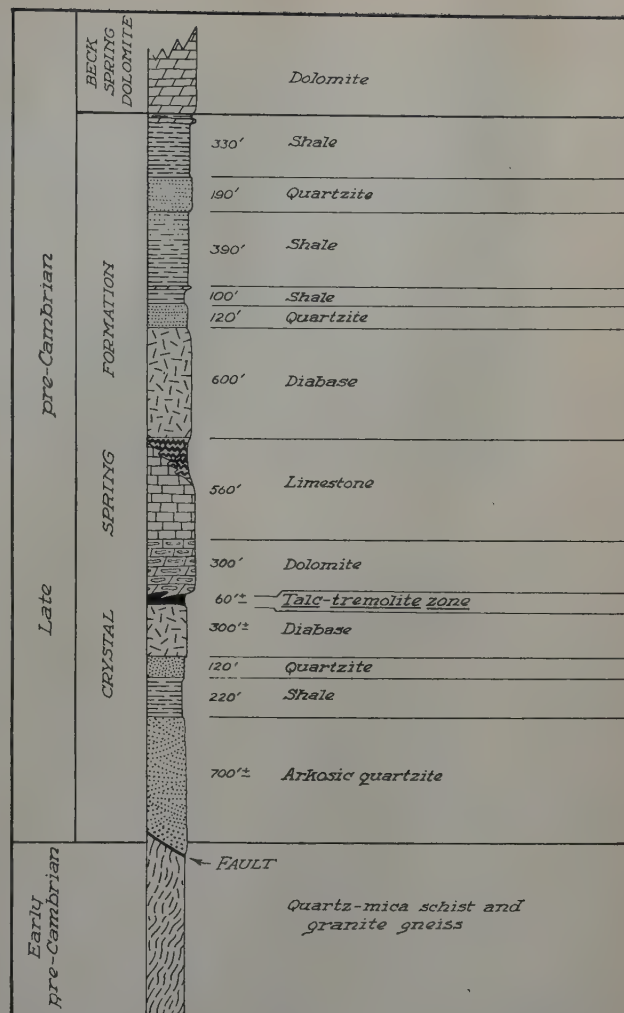 BECK
SPRING
DOLOMITE
Dolomite
Late pre-Cambrian
CRYSTAL SPRING FORMATION
330' Shale
190' Quartzite
390' Shale
100' Shale
120' Quartzite
600' Diabase
560' Limestone
300' Dolomite
60'± Talc-tremolite zone
300'± Diabase
120' Quartzite
220' Shale
700'± Arkosic quartzite
FAULT
Early
pre-Cambrian
Quartz-mica schist and
granite gneiss